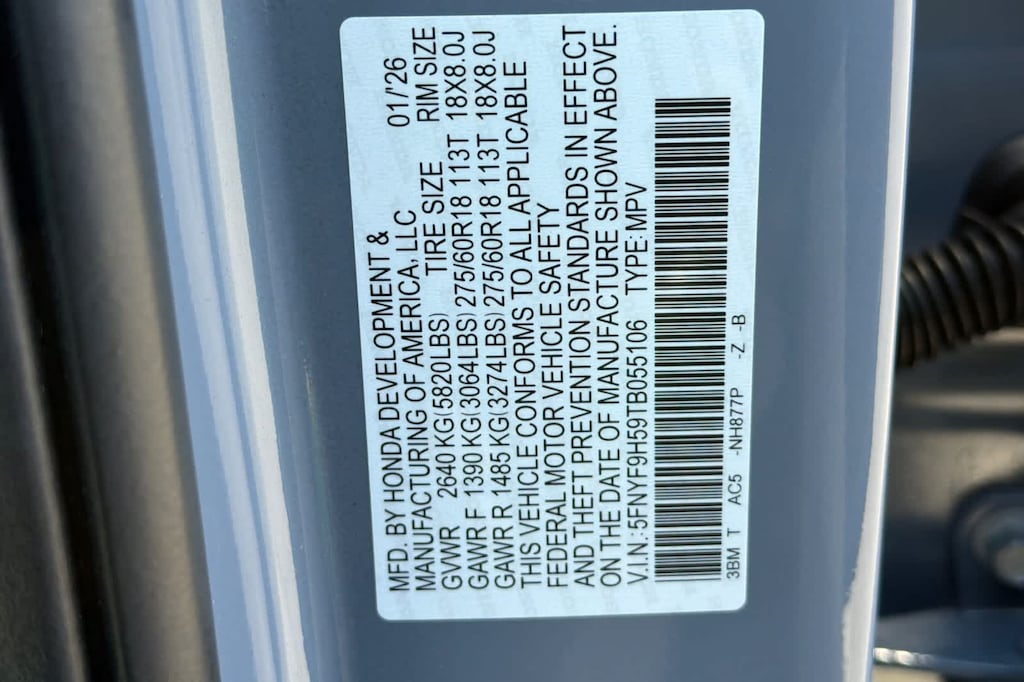 MFD. BY HONDA DEVELOPMENT &
MANUFACTURING OF AMERICA, LLC 01/'26
GVWR 2640 KG(5820LBS) TIRE SIZE RIM SIZE
GAWR F 1390 KG(3064LBS) 275/60R18 113T 18X8.0J
GAWR R 1485 KG(3274LBS) 275/60R18 113T 18X8.0J
THIS VEHICLE CONFORMS TO ALL APPLICABLE
FEDERAL MOTOR VEHICLE SAFETY
AND THEFT PREVENTION STANDARDS IN EFFECT
ON THE DATE OF MANUFACTURE SHOWN ABOVE.
V.I.N.:5FNYF9H59TB055106 TYPE:MPV
3BM T AC5 -NH877P -Z -B